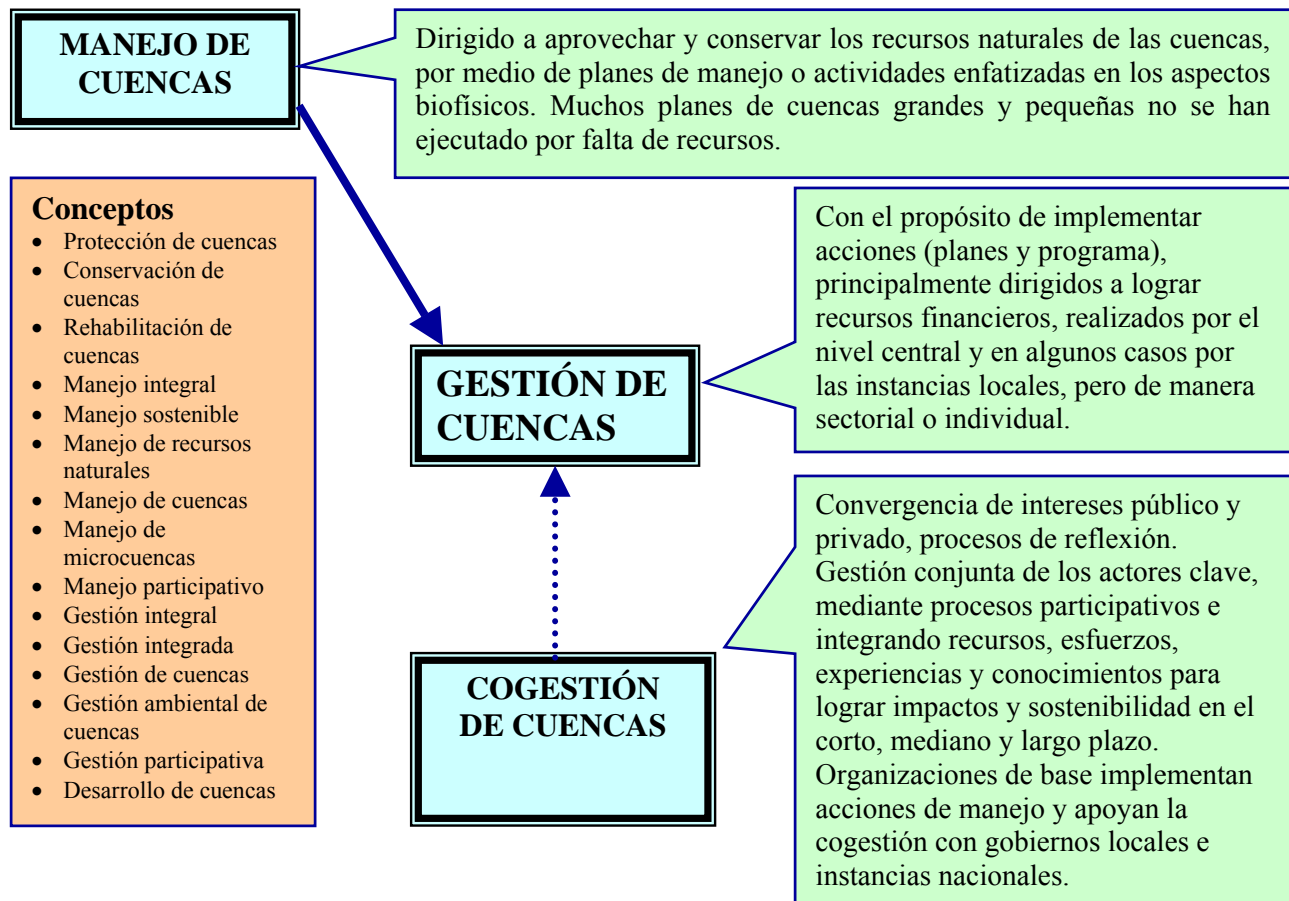 MANEJO DE
CUENCAS
Dirigido a aprovechar y conservar los recursos naturales de las cuencas,
por medio de planes de manejo o actividades enfatizadas en los aspectos
biofísicos. Muchos planes de cuencas grandes y pequeñas no se han
ejecutado por falta de recursos.
Conceptos
• Protección de cuencas
• Conservación de
cuencas
• Rehabilitación de
cuencas
• Manejo integral
• Manejo sostenible
• Manejo de recursos
naturales
• Manejo de cuencas
• Manejo de
microcuencas
• Manejo participativo
• Gestión integral
• Gestión integrada
• Gestión de cuencas
• Gestión ambiental de
cuencas
• Gestión participativa
• Desarrollo de cuencas
Con el propósito de implementar
acciones (planes y programa),
principalmente dirigidos a lograr
recursos financieros, realizados por el
nivel central y en algunos casos por
las instancias locales, pero de manera
sectorial o individual.
GESTIÓN DE
CUENCAS
Convergencia de intereses público y
privado, procesos de reflexión.
Gestión conjunta de los actores clave,
mediante procesos participativos e
integrando recursos, esfuerzos,
experiencias y conocimientos para
lograr impactos y sostenibilidad en el
corto, mediano y largo plazo.
Organizaciones de base implementan
acciones de manejo y apoyan la
cogestión con gobiernos locales e
instancias nacionales.
COGESTIÓN
DE CUENCAS